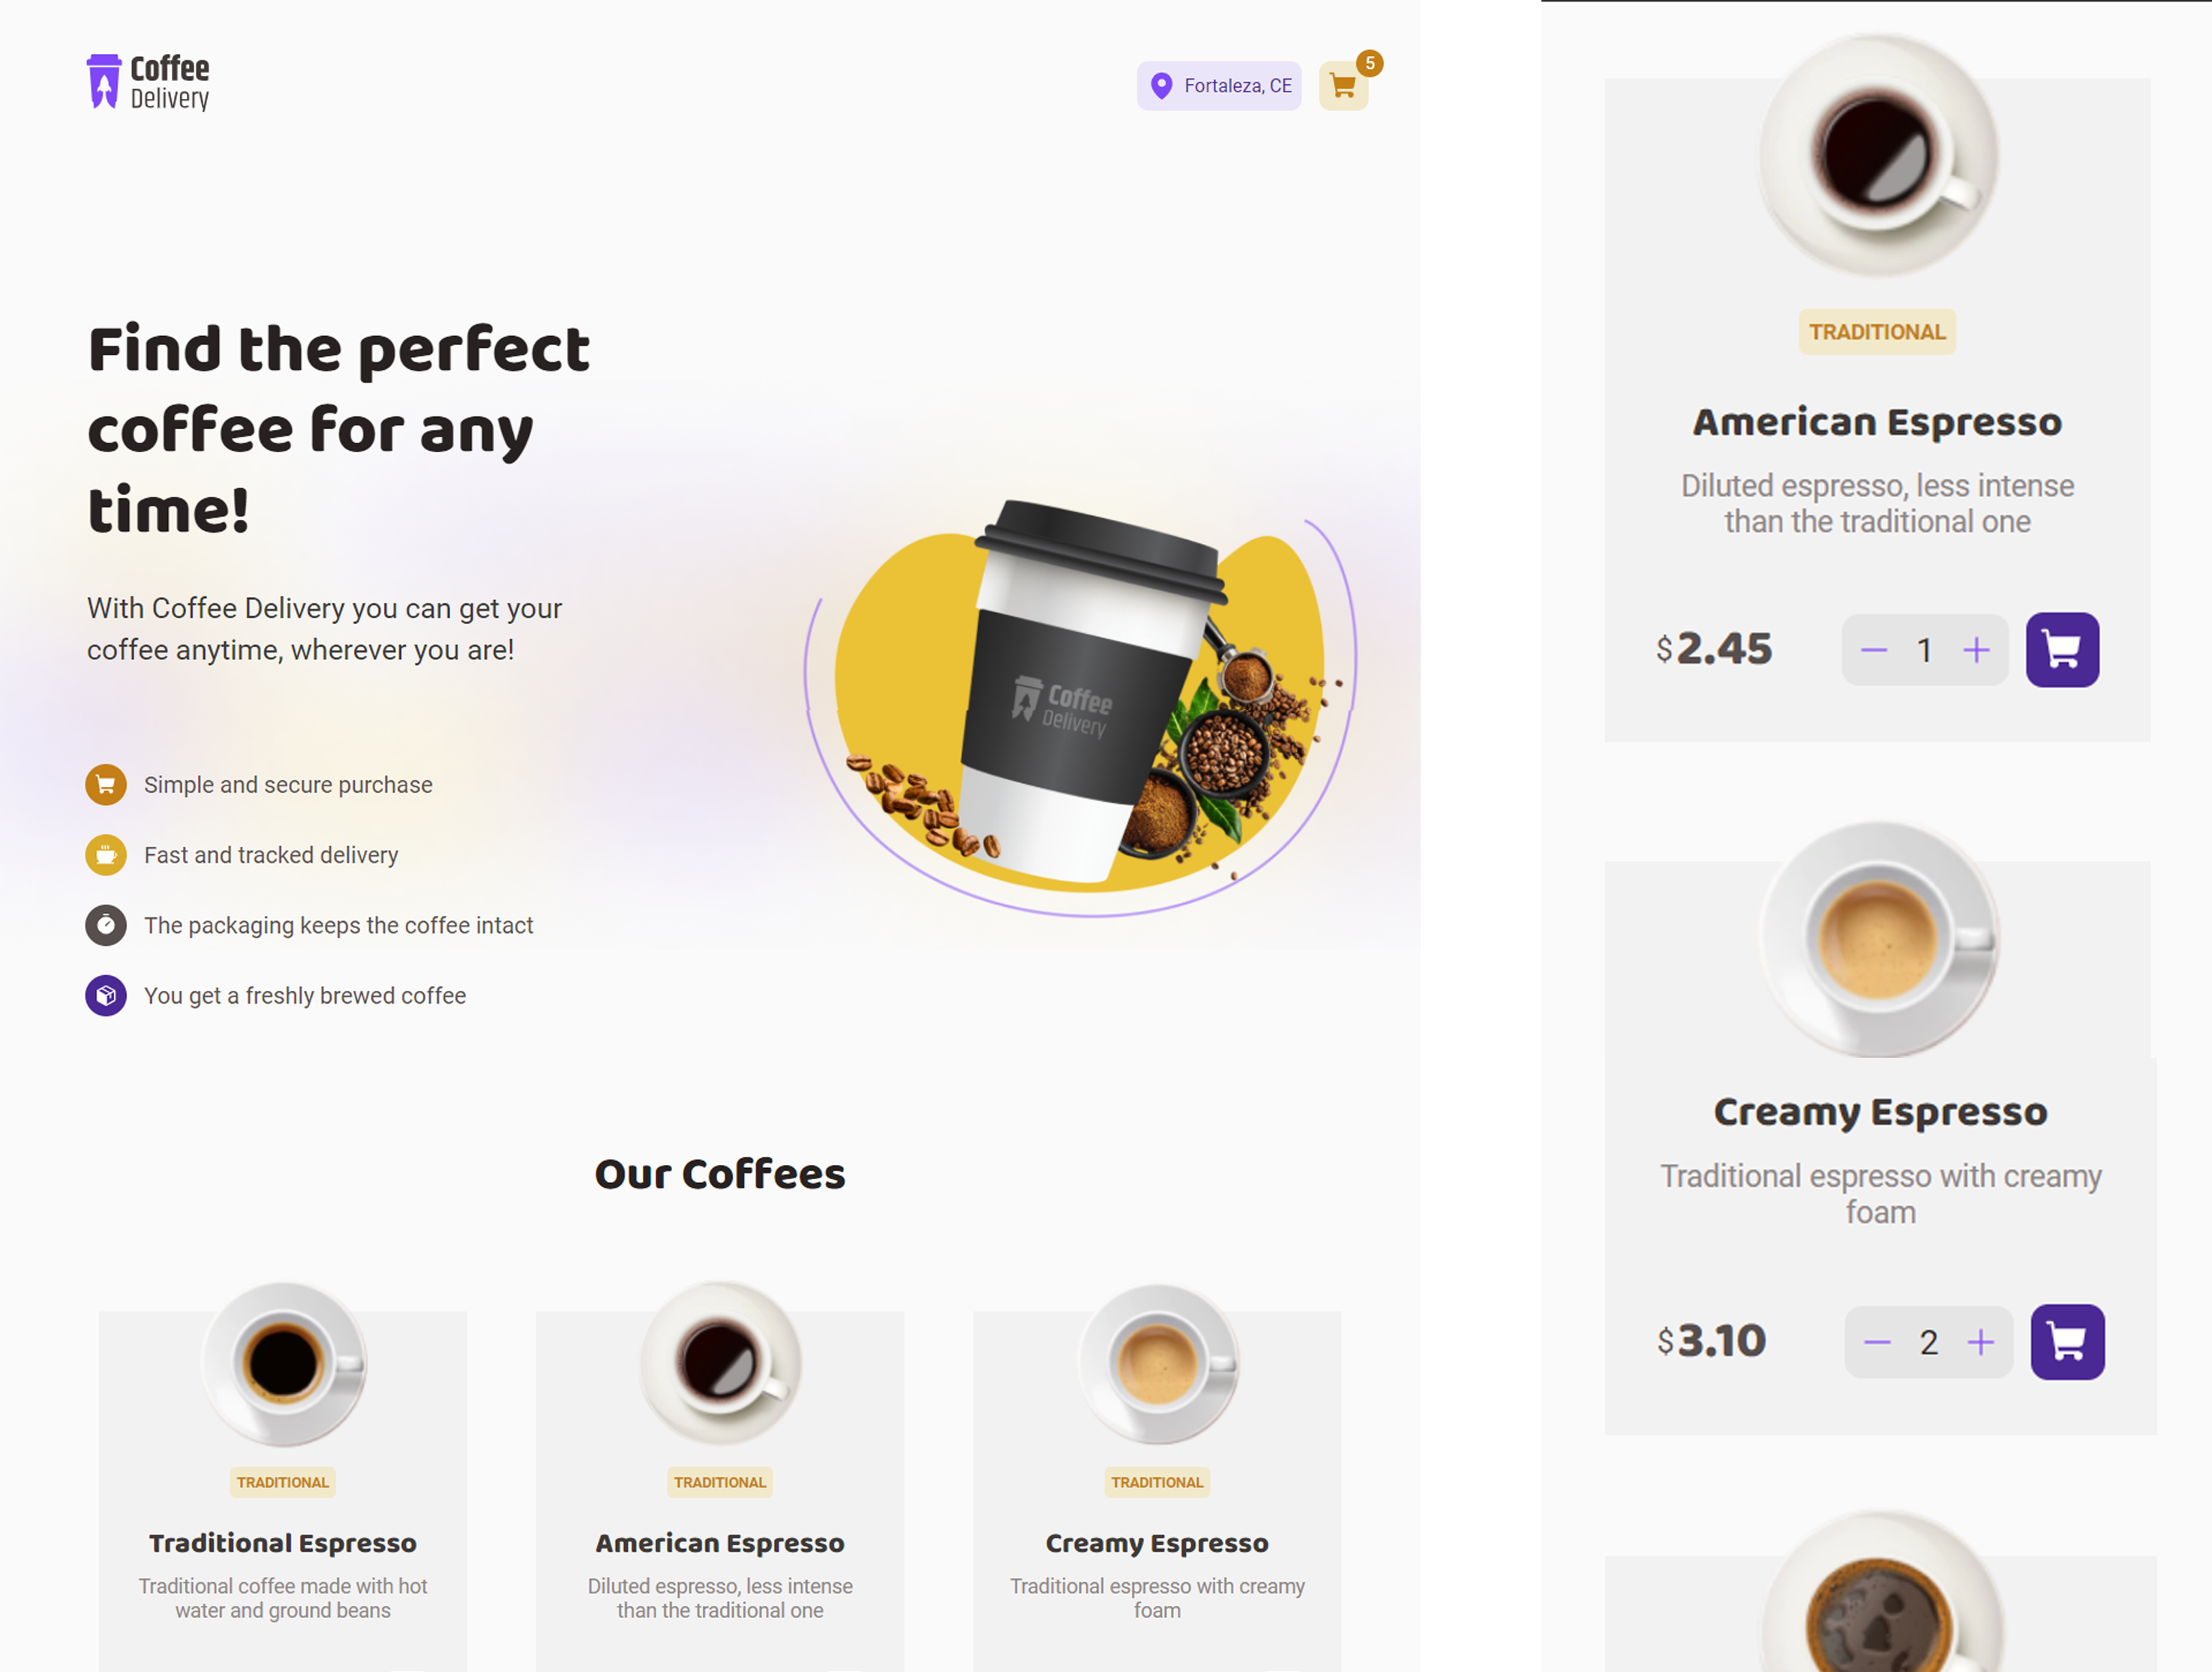 Coffee
Delivery
Fortaleza, CE
5
Find the perfect
coffee for any
time!
With Coffee Delivery you can get your
coffee anytime, wherever you are!
Simple and secure purchase
Fast and tracked delivery
The packaging keeps the coffee intact
You get a freshly brewed coffee
Coffee
Delivery
Our Coffees
TRADITIONAL
Traditional Espresso
Traditional coffee made with hot
water and ground beans
TRADITIONAL
American Espresso
Diluted espresso, less intense
than the traditional one
TRADITIONAL
Creamy Espresso
Traditional espresso with creamy
foam
TRADITIONAL
American Espresso
Diluted espresso, less intense
than the traditional one
$2.45 − 1 +
Creamy Espresso
Traditional espresso with creamy
foam
$3.10 − 2 +